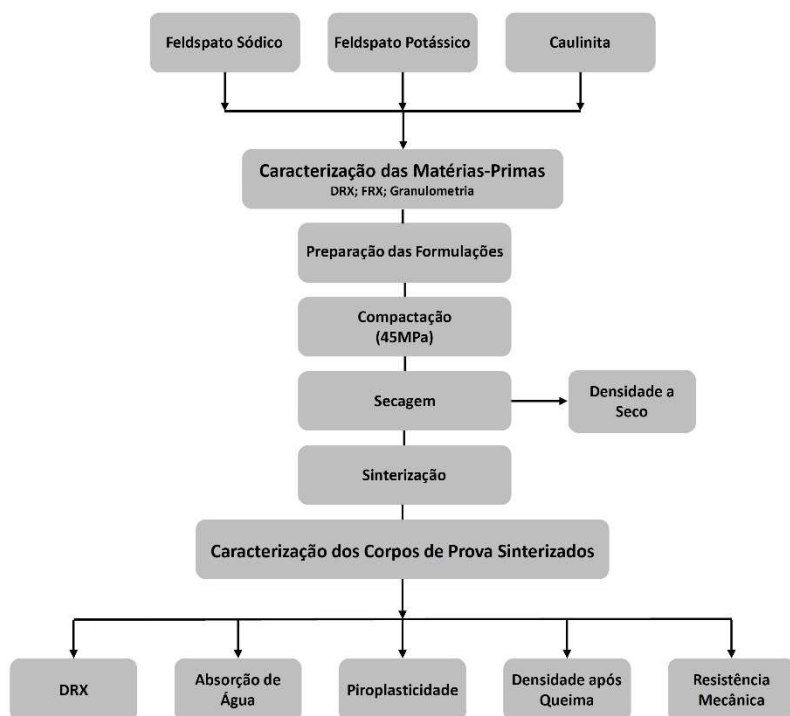 Feldspato Sódico
Feldspato Potássico
Caulinita
Caracterização das Matérias-Primas
DRX; FRX; Granulometria
Preparação das Formulações
Compactação
(45MPa)
Secagem
Densidade a
Seco
Sinterização
Caracterização dos Corpos de Prova Sinterizados
DRX
Absorção de
Água
Piroplasticidade
Densidade após
Queima
Resistência
Mecânica